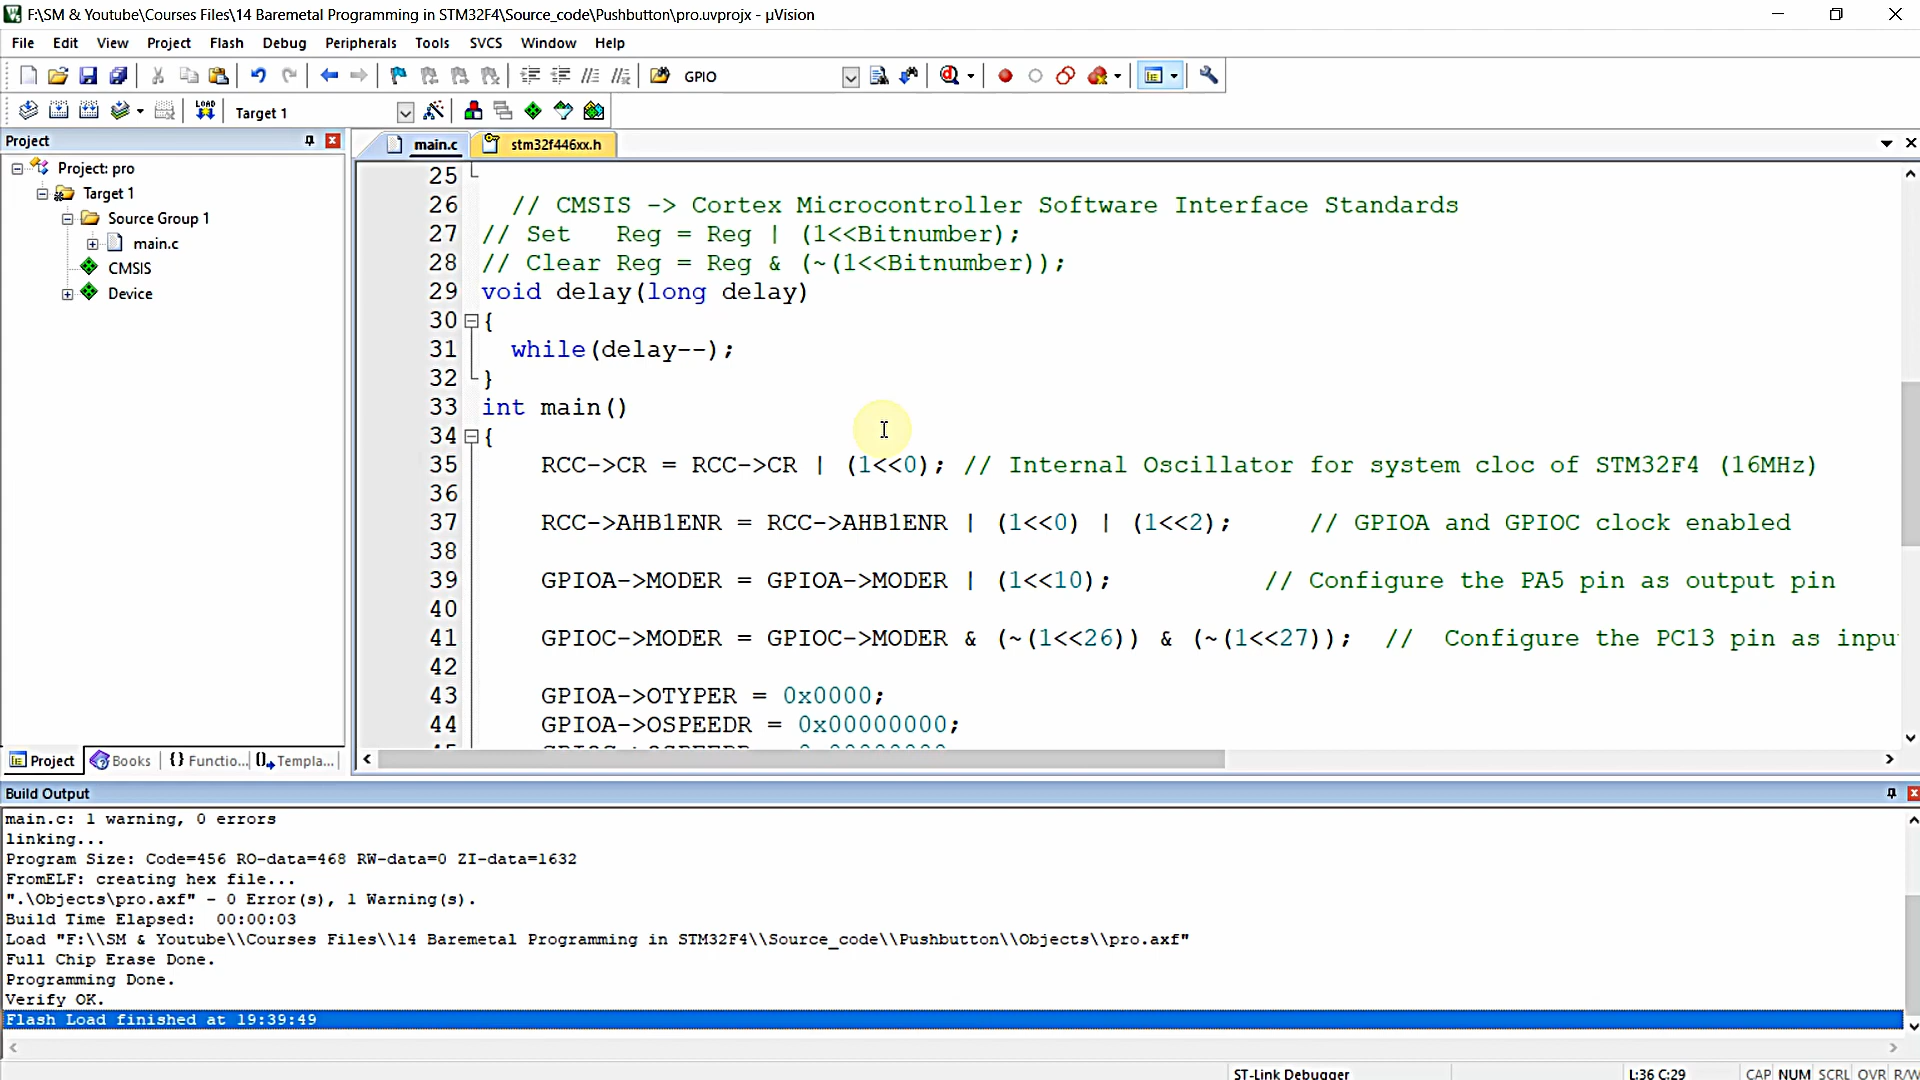 F:\SM & Youtube\Courses Files\14 Baremetal Programming in STM32F4\Source_code\Pushbutton\pro.uvprojx - µVision
File Edit View Project Flash Debug Peripherals Tools SVCS Window Help
GPIO
LOAD Target 1
Project
Project: pro
Target 1
Source Group 1
main.c
CMSIS
Device
Project Books {} Functio... Templa...
main.c stm32f446xx.h
25
26 // CMSIS -> Cortex Microcontroller Software Interface Standards
27 // Set Reg = Reg | (1<<Bitnumber);
28 // Clear Reg = Reg & (~(1<<Bitnumber));
29 void delay(long delay)
30 {
31 while(delay--);
32 }
33 int main()
34 {
35 RCC->CR = RCC->CR | (1<<0); // Internal Oscillator for system cloc of STM32F4 (16MHz)
36
37 RCC->AHB1ENR = RCC->AHB1ENR | (1<<0) | (1<<2); // GPIOA and GPIOC clock enabled
38
39 GPIOA->MODER = GPIOA->MODER | (1<<10); // Configure the PA5 pin as output pin
40
41 GPIOC->MODER = GPIOC->MODER & (~(1<<26)) & (~(1<<27)); // Configure the PC13 pin as inpu
42
43 GPIOA->OTYPER = 0x0000;
44 GPIOA->OSPEEDR = 0x00000000;
Build Output
main.c: 1 warning, 0 errors
linking...
Program Size: Code=456 RO-data=468 RW-data=0 ZI-data=1632
FromELF: creating hex file...
".\Objects\pro.axf" - 0 Error(s), 1 Warning(s).
Build Time Elapsed: 00:00:03
Load "F:\\SM & Youtube\\Courses Files\\14 Baremetal Programming in STM32F4\\Source_code\\Pushbutton\\Objects\\pro.axf"
Full Chip Erase Done.
Programming Done.
Verify OK.
Flash Load finished at 19:39:49
ST-Link Debugger L:36 C:29 CAP NUM SCRL OVR R/W